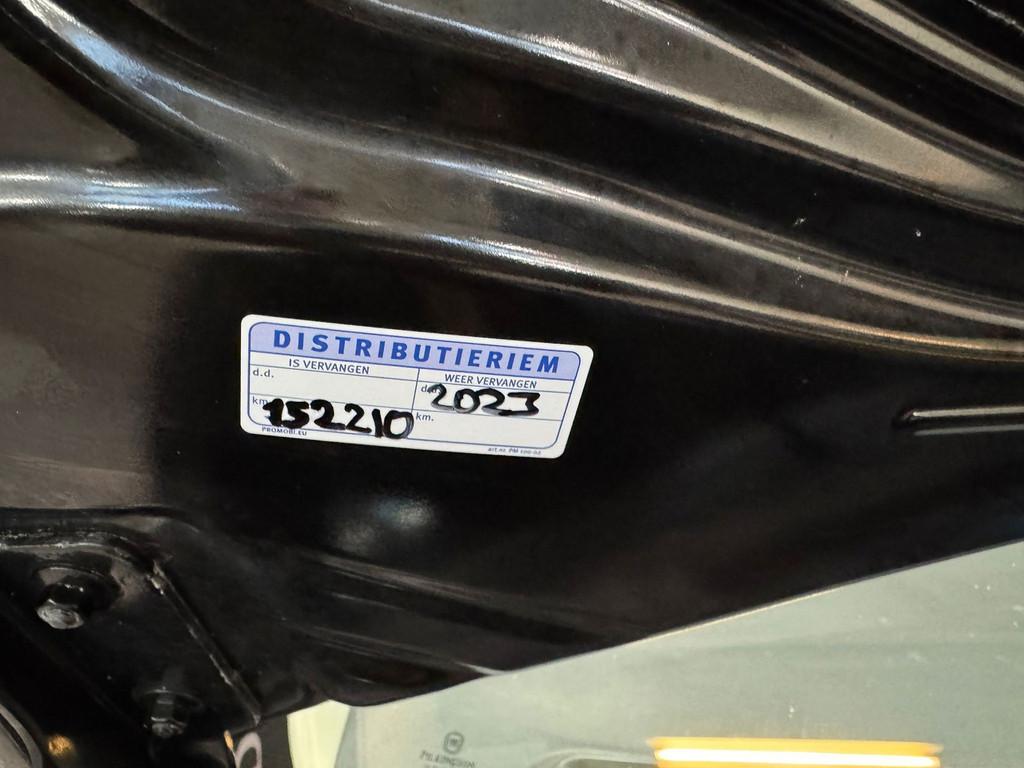 DISTRIBUTIERIEM
IS VERVANGEN
WEER VERVANGEN
d.d.
2023
km
152210
km.
PROMOBI.EU